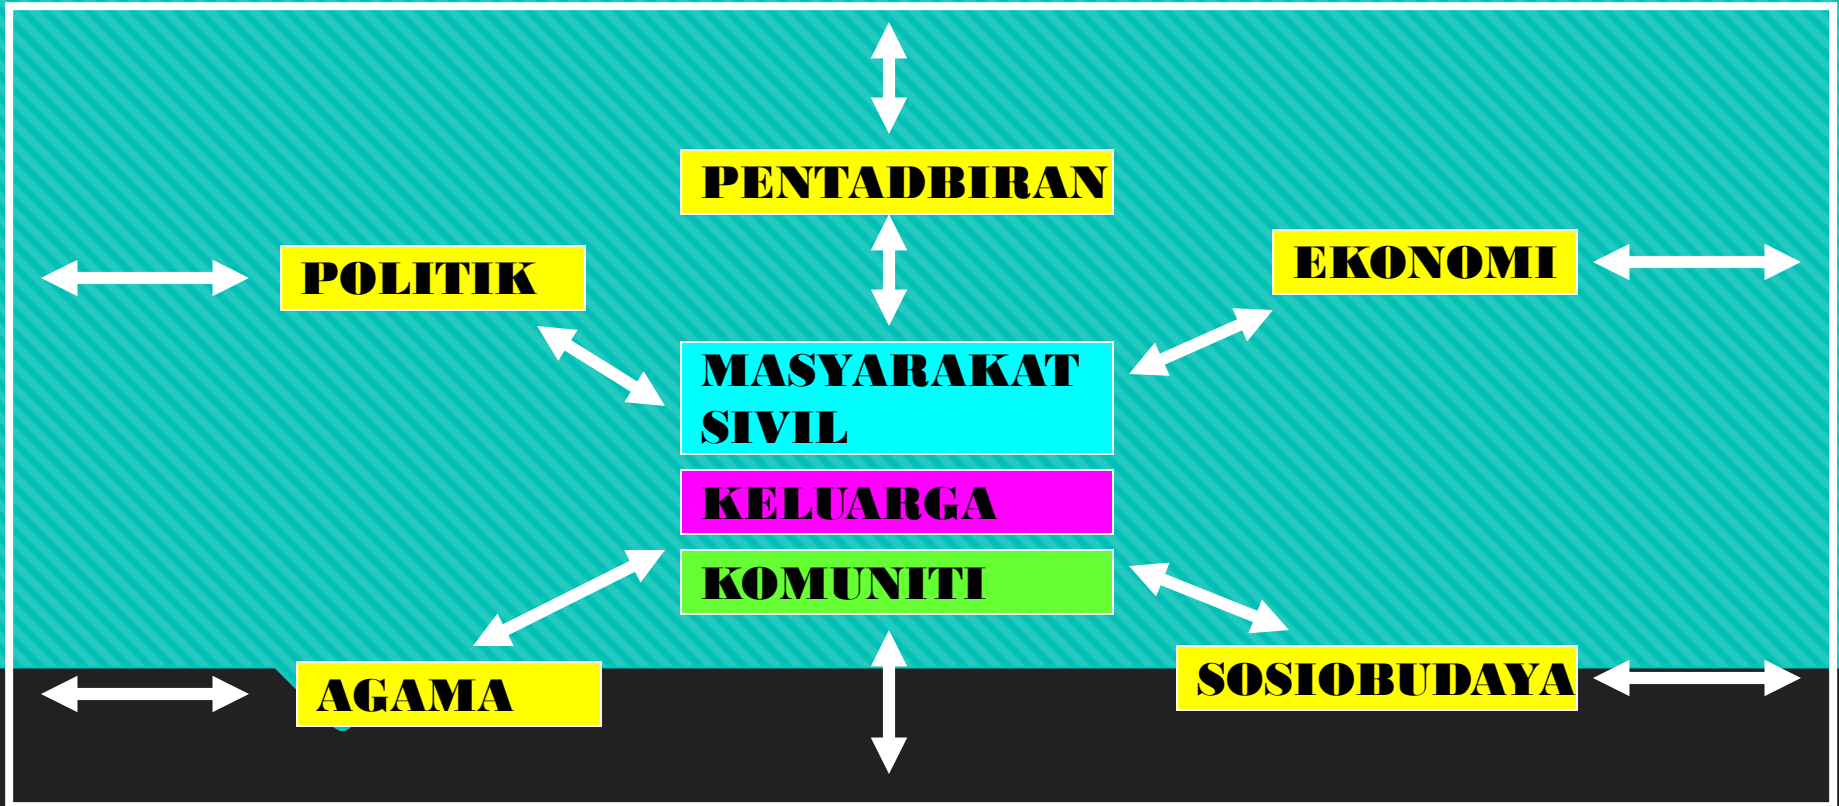 PENTADBIRAN
POLITIK
EKONOMI
MASYARAKAT
SIVIL
KELUARGA
KOMUNITI
AGAMA
SOSIOBUDAYA